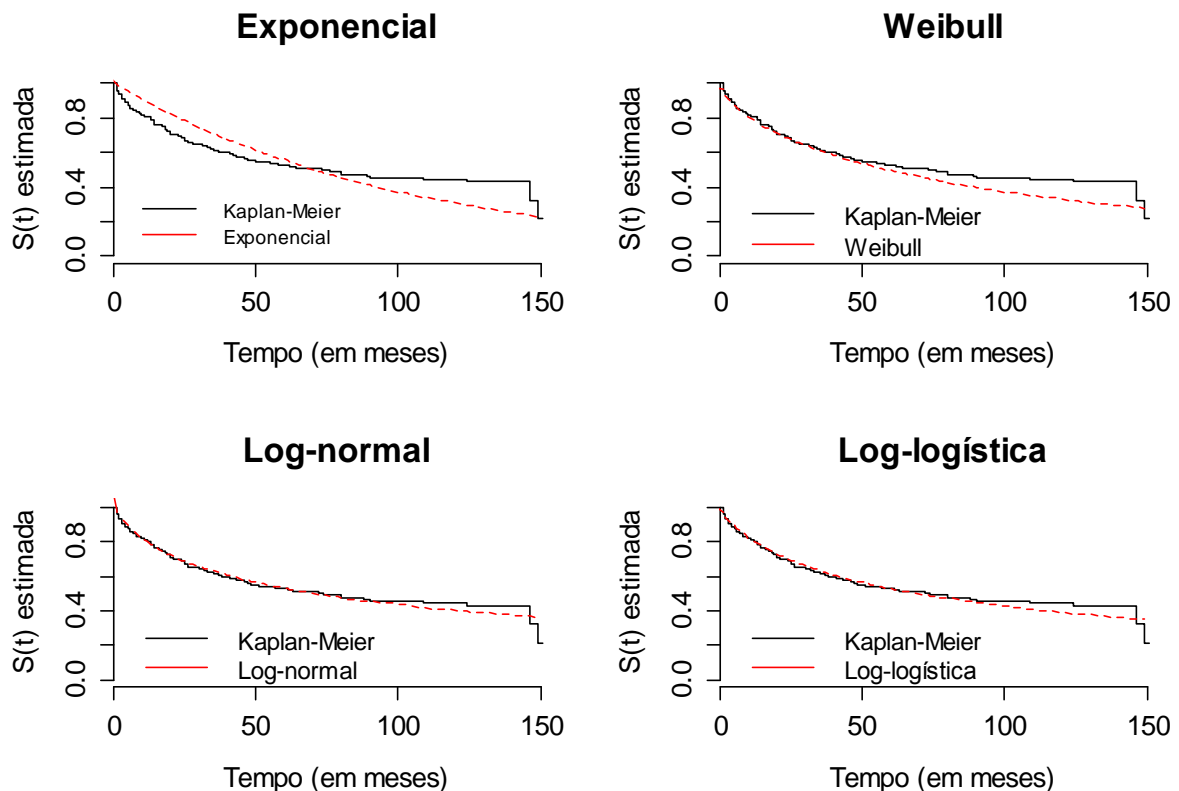 Exponencial
S(t) estimada
0.0 0.4 0.8
Kaplan-Meier
Exponencial
0 50 100 150
Tempo (em meses)
Weibull
S(t) estimada
0.0 0.4 0.8
Kaplan-Meier
Weibull
0 50 100 150
Tempo (em meses)
Log-normal
S(t) estimada
0.0 0.4 0.8
Kaplan-Meier
Log-normal
0 50 100 150
Tempo (em meses)
Log-logística
S(t) estimada
0.0 0.4 0.8
Kaplan-Meier
Log-logística
0 50 100 150
Tempo (em meses)